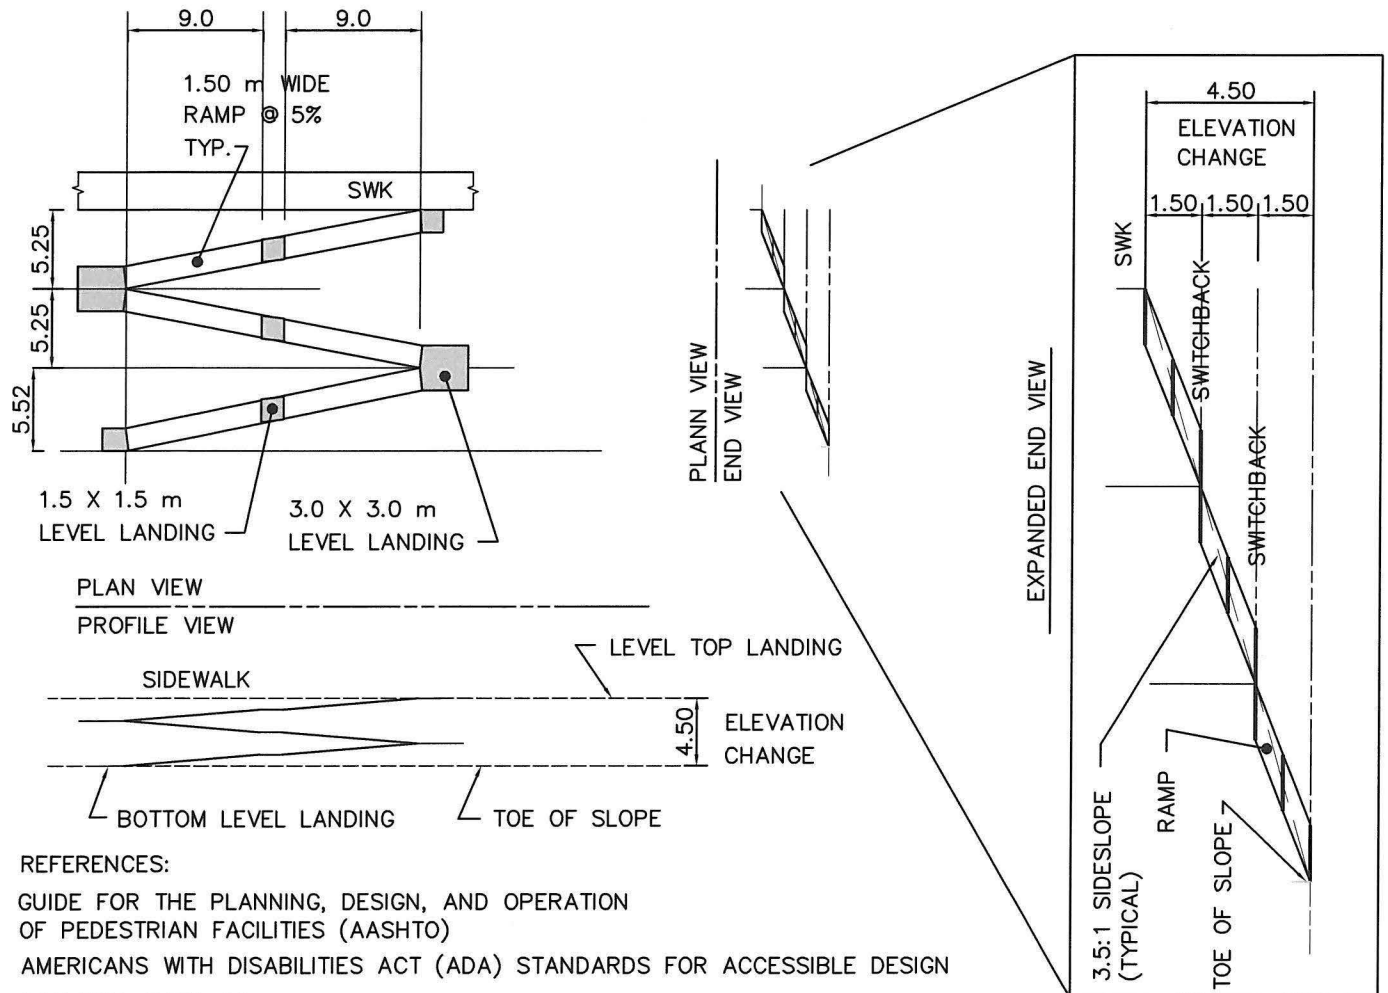 9.0
9.0
1.50 m WIDE
RAMP @ 5%
TYP.
SWK
5.25
5.25
5.52
1.5 X 1.5 m
LEVEL LANDING
3.0 X 3.0 m
LEVEL LANDING
PLAN VIEW
PROFILE VIEW
SIDEWALK
LEVEL TOP LANDING
4.50
ELEVATION
CHANGE
BOTTOM LEVEL LANDING
TOE OF SLOPE
PLANN VIEW
END VIEW
EXPANDED END VIEW
4.50
ELEVATION
CHANGE
1.50
1.50
1.50
SWK
SWITCHBACK
SWITCHBACK
3.5:1 SIDESLOPE
(TYPICAL)
RAMP
TOE OF SLOPE
REFERENCES:
GUIDE FOR THE PLANNING, DESIGN, AND OPERATION
OF PEDESTRIAN FACILITIES (AASHTO)
AMERICANS WITH DISABILITIES ACT (ADA) STANDARDS FOR ACCESSIBLE DESIGN